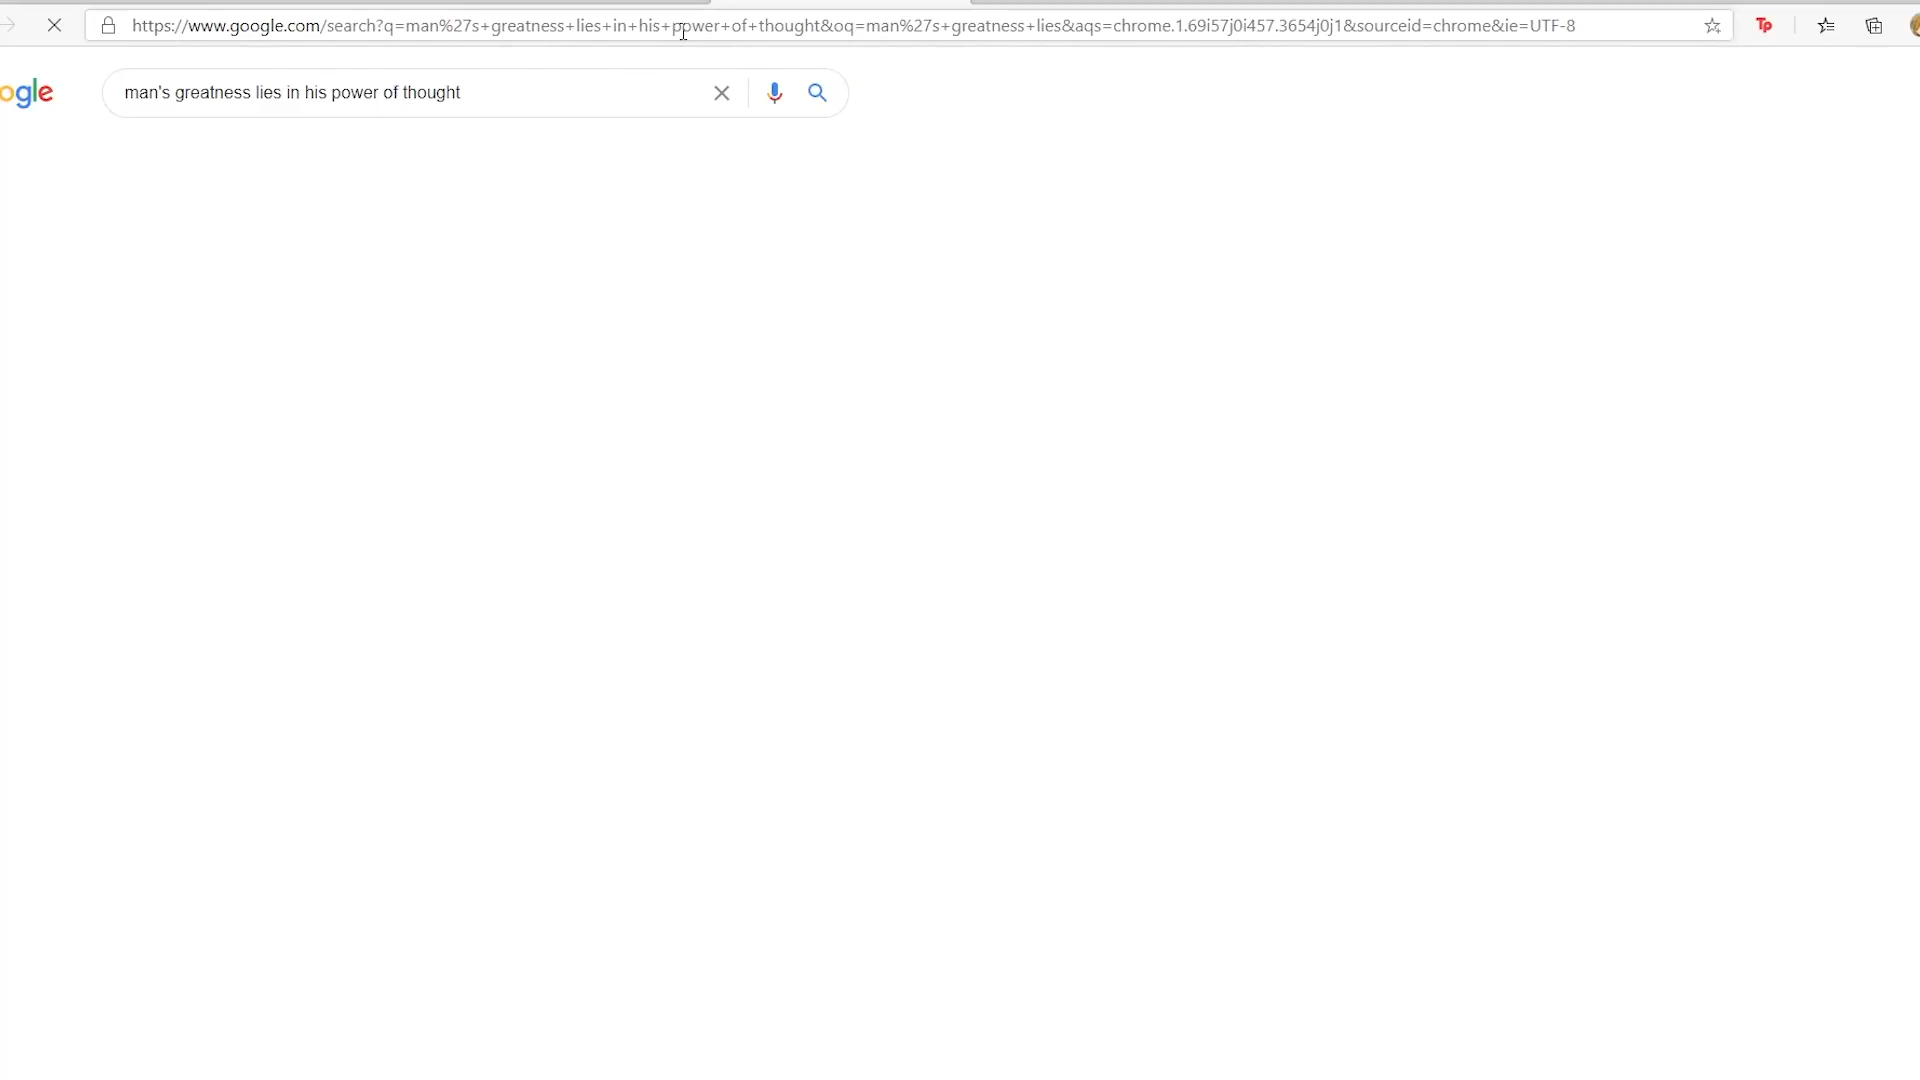 https://www.google.com/search?q=man%27s+greatness+lies+in+his+power+of+thought&oq=man%27s+greatness+lies&aqs=chrome.1.69i57j0i457.3654j0j1&sourceid=chrome&ie=UTF-8
Tp
ogle
man's greatness lies in his power of thought